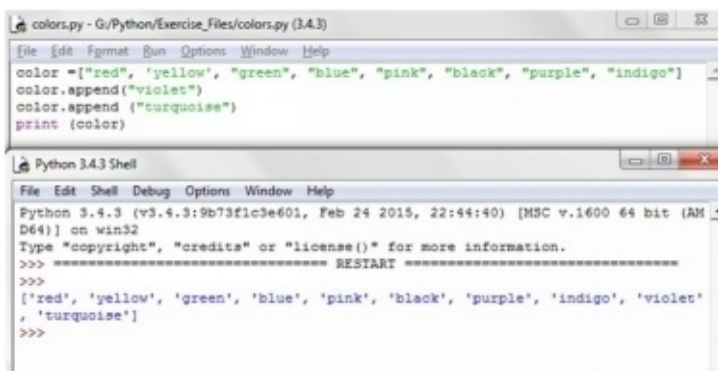 colors.py - G:/Python/Exercise_Files/colors.py (3.4.3)
File Edit Format Run Options Window Help
color =["red", 'yellow', "green", "blue", "pink", "black", "purple", "indigo"]
color.append("violet")
color.append ("turquoise")
print (color)
Python 3.4.3 Shell
File Edit Shell Debug Options Window Help
Python 3.4.3 (v3.4.3:9b73f1c3e601, Feb 24 2015, 22:44:40) [MSC v.1600 64 bit (AM
D64)] on win32
Type "copyright", "credits" or "license()" for more information.
>>> ================================ RESTART ================================
>>>
['red', 'yellow', 'green', 'blue', 'pink', 'black', 'purple', 'indigo', 'violet'
, 'turquoise']
>>>